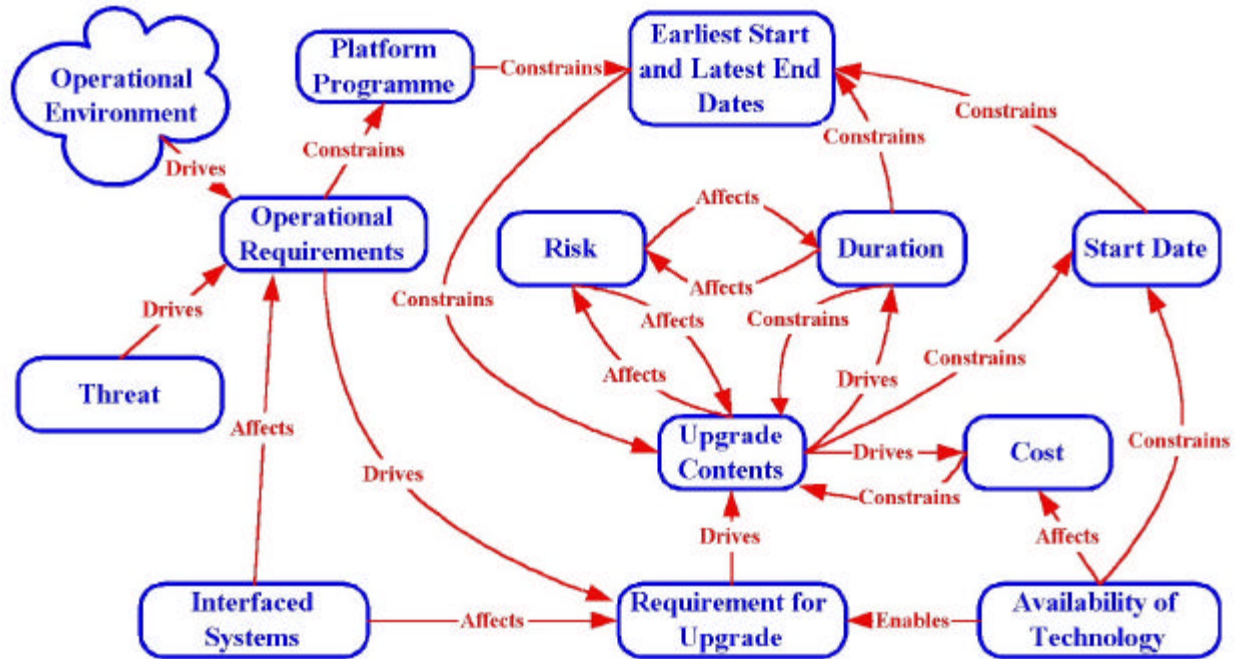 Operational
Environment
Platform
Programme
Constrains
Earliest Start
and Latest End
Dates
Constrains
Constrains
Drives
Constrains
Operational
Requirements
Affects
Risk
Duration
Start Date
Affects
Drives
Constrains
Affects
Constrains
Threat
Affects
Drives
Constrains
Affects
Upgrade
Contents
Drives
Cost
Constrains
Drives
Constrains
Drives
Affects
Interfaced
Systems
Affects
Requirement for
Upgrade
Enables
Availability of
Technology